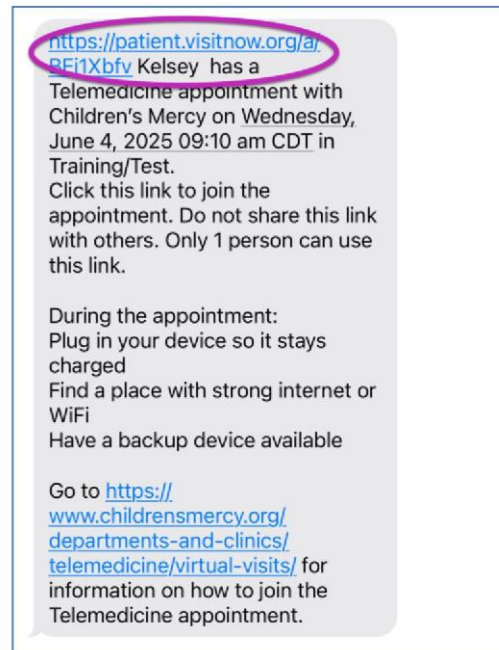 https://patient.visitnow.org/a/
BFi1Xbfv Kelsey  has a
Telemedicine appointment with
Children's Mercy on Wednesday,
June 4, 2025 09:10 am CDT in
Training/Test.
Click this link to join the
appointment. Do not share this link
with others. Only 1 person can use
this link.

During the appointment:
Plug in your device so it stays
charged
Find a place with strong internet or
WiFi
Have a backup device available

Go to https://
www.childrensmercy.org/
departments-and-clinics/
telemedicine/virtual-visits/ for
information on how to join the
Telemedicine appointment.